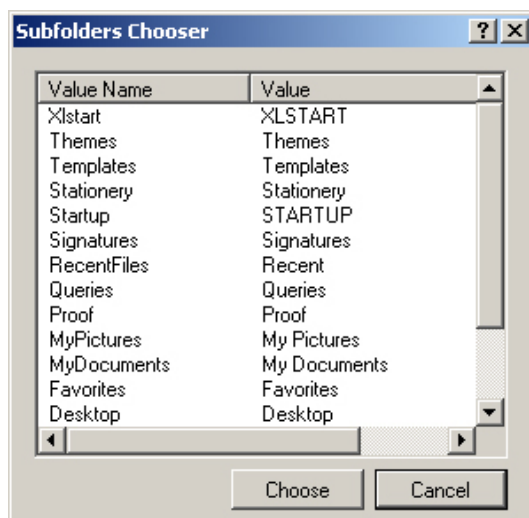 Subfolders Chooser
Value Name Value
Xlstart XLSTART
Themes Themes
Templates Templates
Stationery Stationery
Startup STARTUP
Signatures Signatures
RecentFiles Recent
Queries Queries
Proof Proof
MyPictures My Pictures
MyDocuments My Documents
Favorites Favorites
Desktop Desktop
Choose Cancel